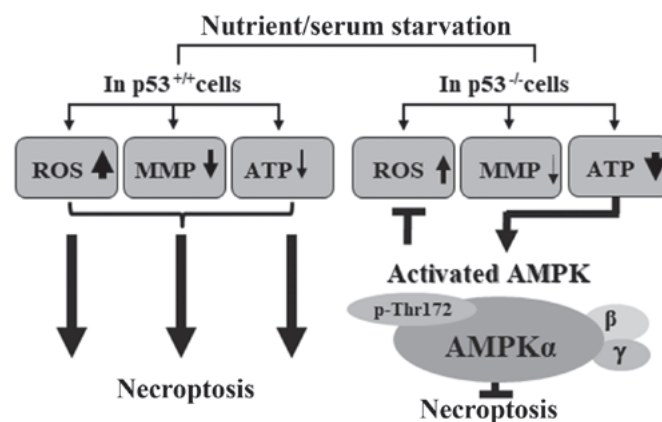 Nutrient/serum starvation
In p53+/+cells
In p53-/-cells
ROS
MMP
ATP
ROS
MMP
ATP
Activated AMPK
p-Thr172
AMPKα
β
γ
Necroptosis
Necroptosis